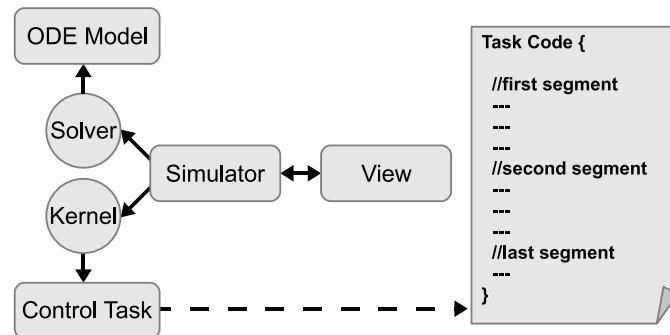 ODE Model
Solver
Simulator
View
Kernel
Control Task
Task Code {
//first segment
---
---
---
//second segment
---
---
---
//last segment
---
}